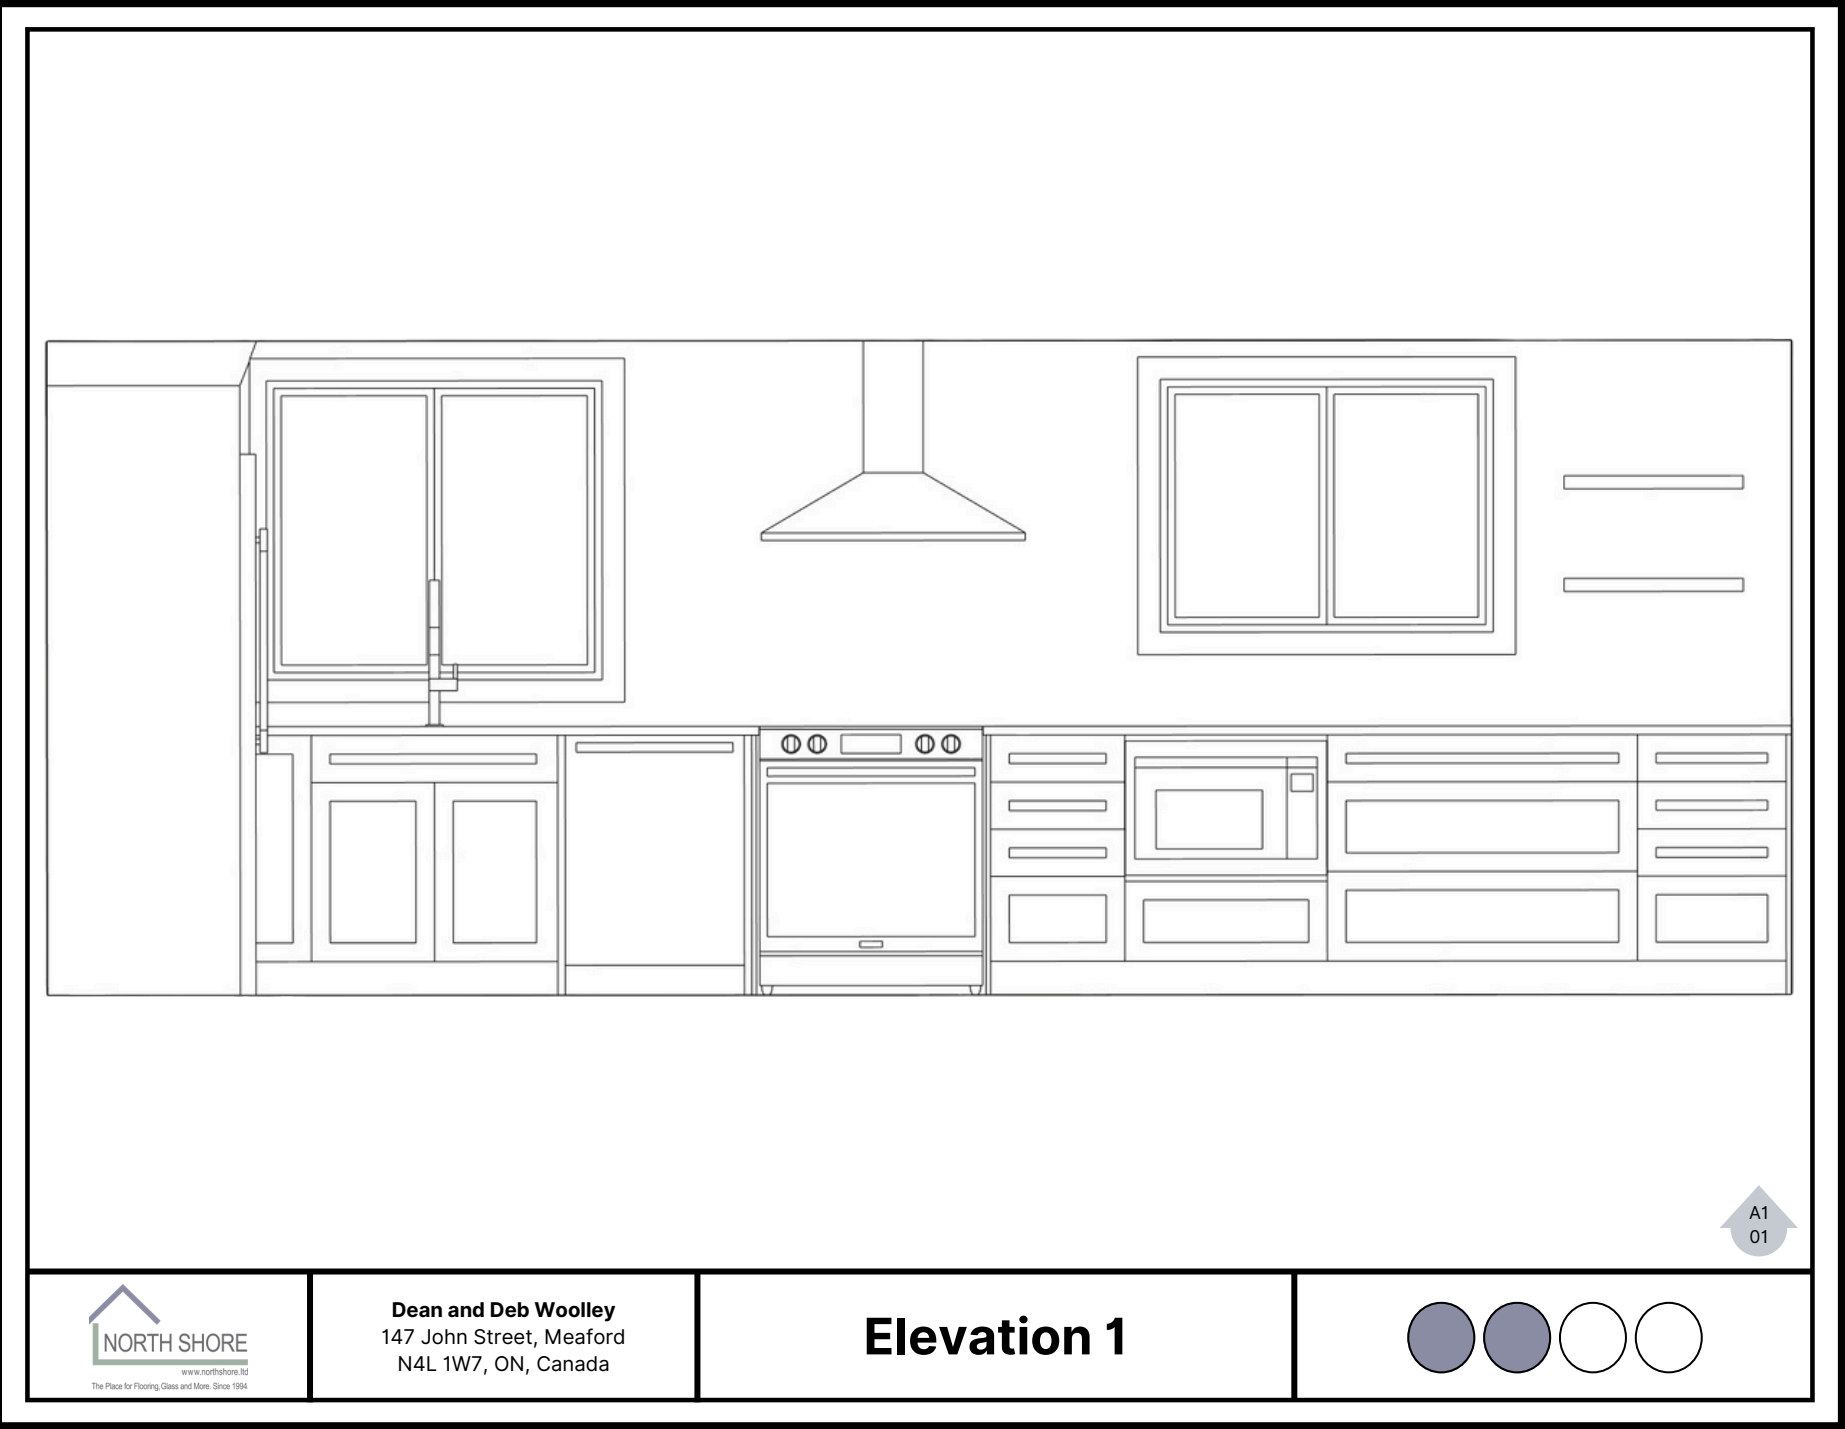 A1
01
NORTH SHORE
www.northshore.ltd
The Place for Flooring,Glass and More. Since 1994
Dean and Deb Woolley
147 John Street, Meaford
N4L 1W7, ON, Canada
Elevation 1